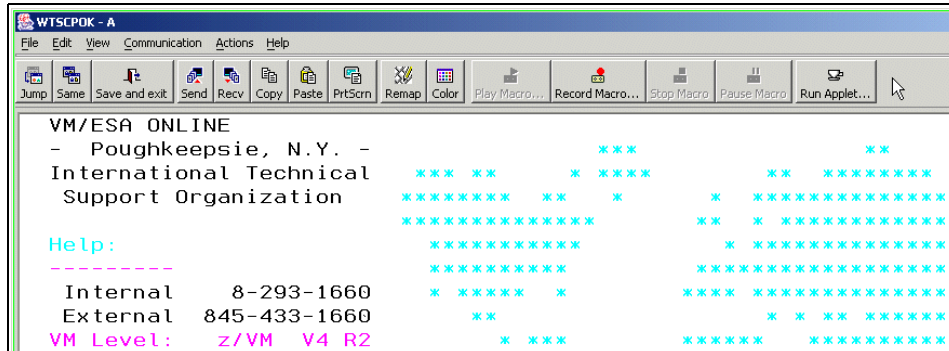 WTSCPOK - A
File Edit View Communication Actions Help
Jump Same Save and exit Send Recv Copy Paste PrtScrn Remap Color Play Macro... Record Macro... Stop Macro Pause Macro Run Applet...
VM/ESA ONLINE
- Poughkeepsie, N.Y. - *** **
International Technical *** ** * **** ** ********
Support Organization ******** ** * * **************
************** ** * *************
Help: *********** * **************
--------- ********** ******************
Internal 8-293-1660 * ***** * **** **************
External 845-433-1660 ** * * ** ******
VM Level: z/VM V4 R2 * *** ****** **********